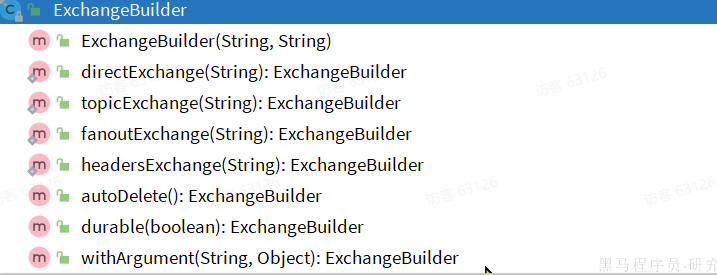 ExchangeBuilder
ExchangeBuilder(String, String)
directExchange(String): ExchangeBuilder
topicExchange(String): ExchangeBuilder
fanoutExchange(String): ExchangeBuilder
headersExchange(String): ExchangeBuilder
autoDelete(): ExchangeBuilder
durable(boolean): ExchangeBuilder
withArgument(String, Object): ExchangeBuilder
访客 63126
访客 63126
访客 63126
访客 63126
黑马程序员-研究